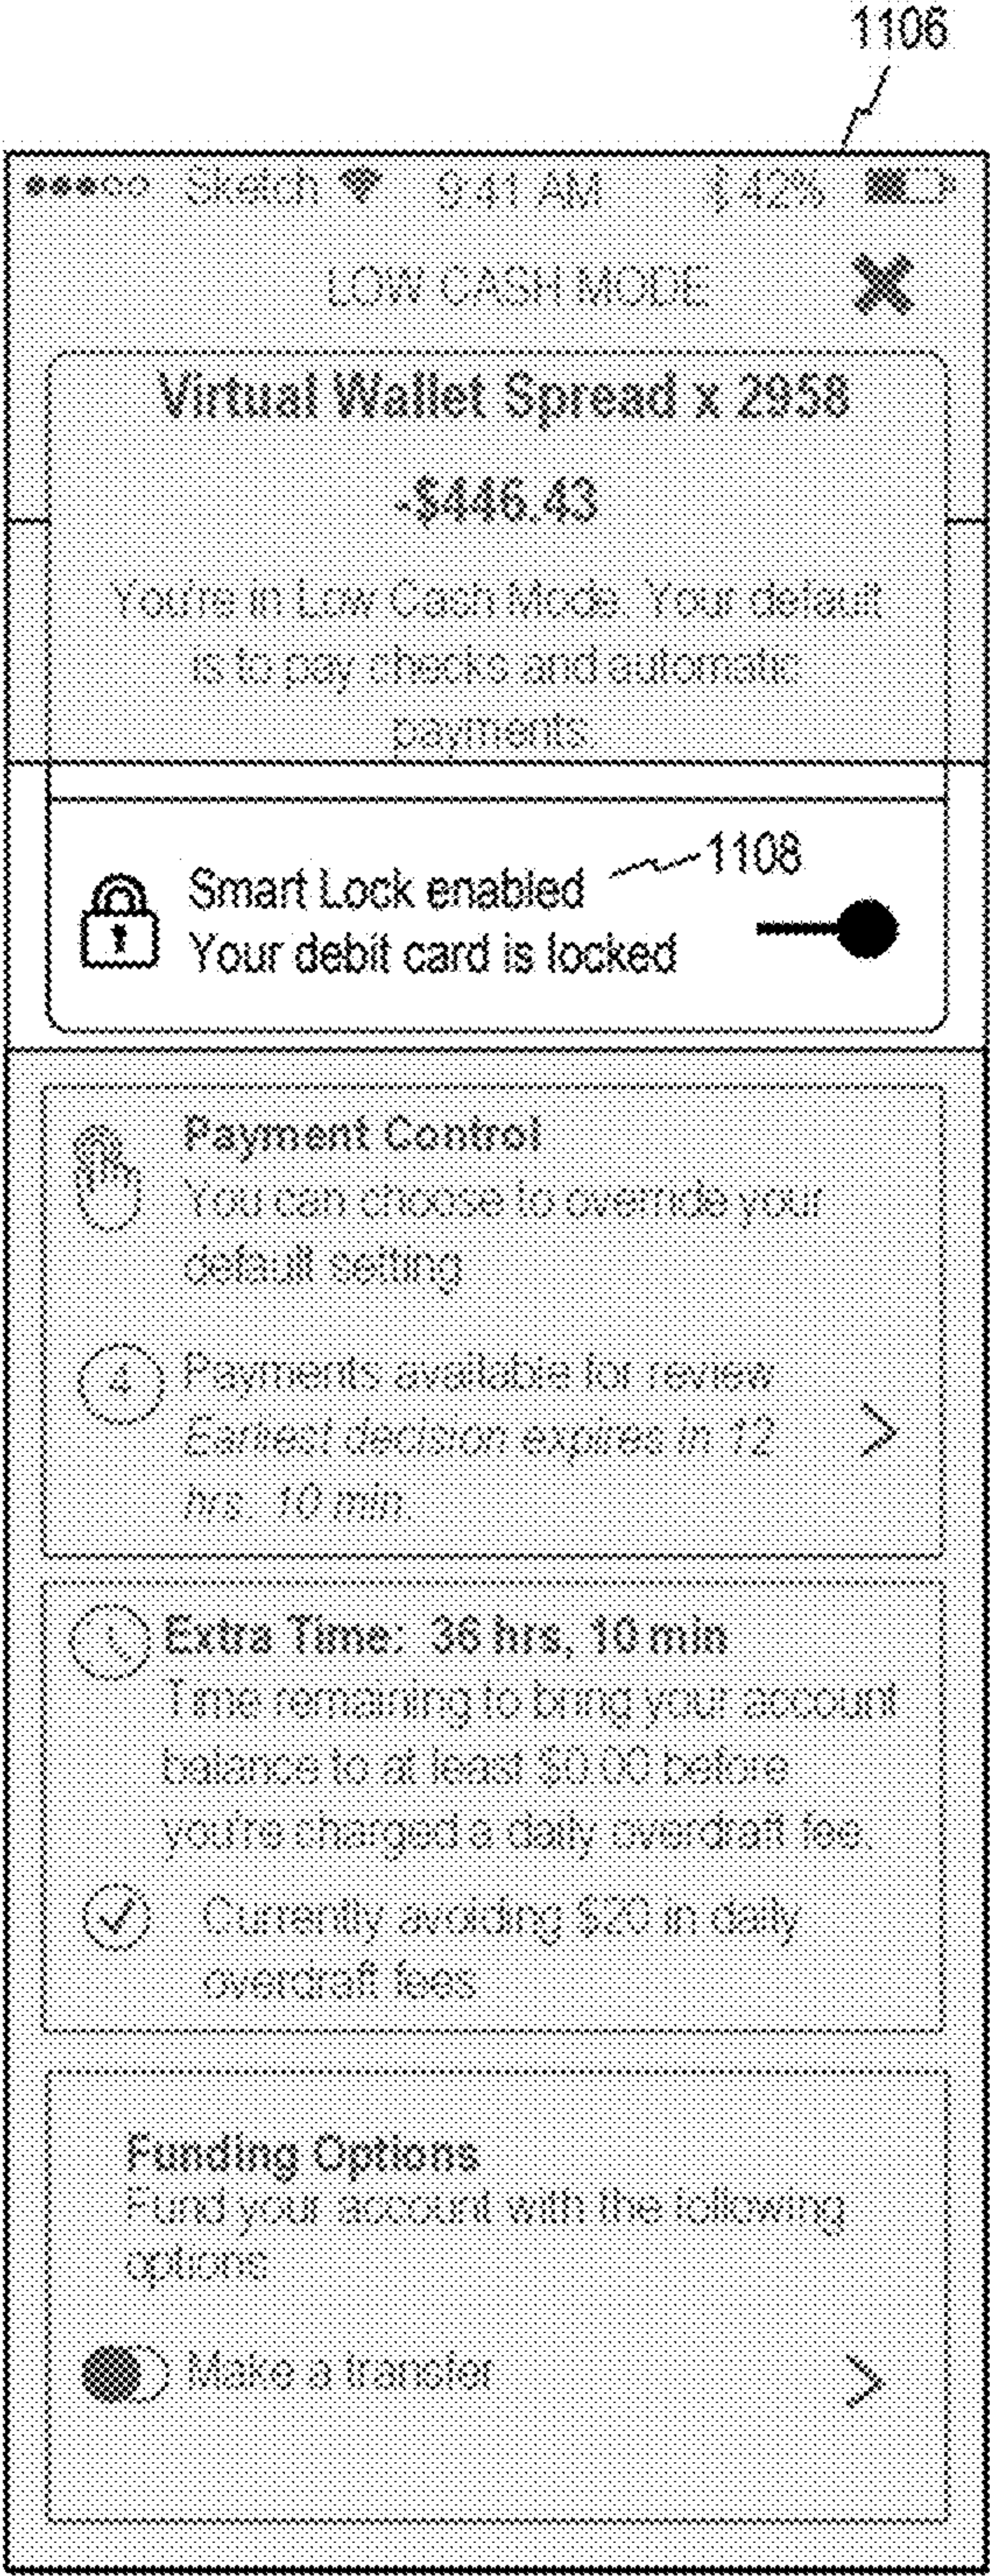 1106
Sketch 9:41 AM 42%
LOW CASH MODE
Virtual Wallet Spread x 2958
-$446.43
You're in Low Cash Mode. Your default
is to pay checks and automatic
payments.
1108
Smart Lock enabled
Your debit card is locked
Payment Control
You can choose to override your
default setting
4 Payments available for review
Earliest decision expires in 12
hrs. 10 min.
Extra Time: 36 hrs, 10 min
Time remaining to bring your account
balance to at least $0.00 before
you're charged a daily overdraft fee.
Currently avoiding $20 in daily
overdraft fees
Funding Options
Fund your account with the following
options
Make a transfer